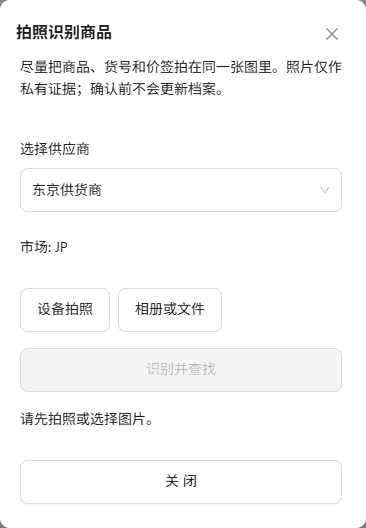 拍照识别商品
尽量把商品、货号和价签拍在同一张图里。照片仅作
私有证据；确认前不会更新档案。
选择供应商
东京供货商
市场: JP
设备拍照 相册或文件
识别并查找
请先拍照或选择图片。
关 闭